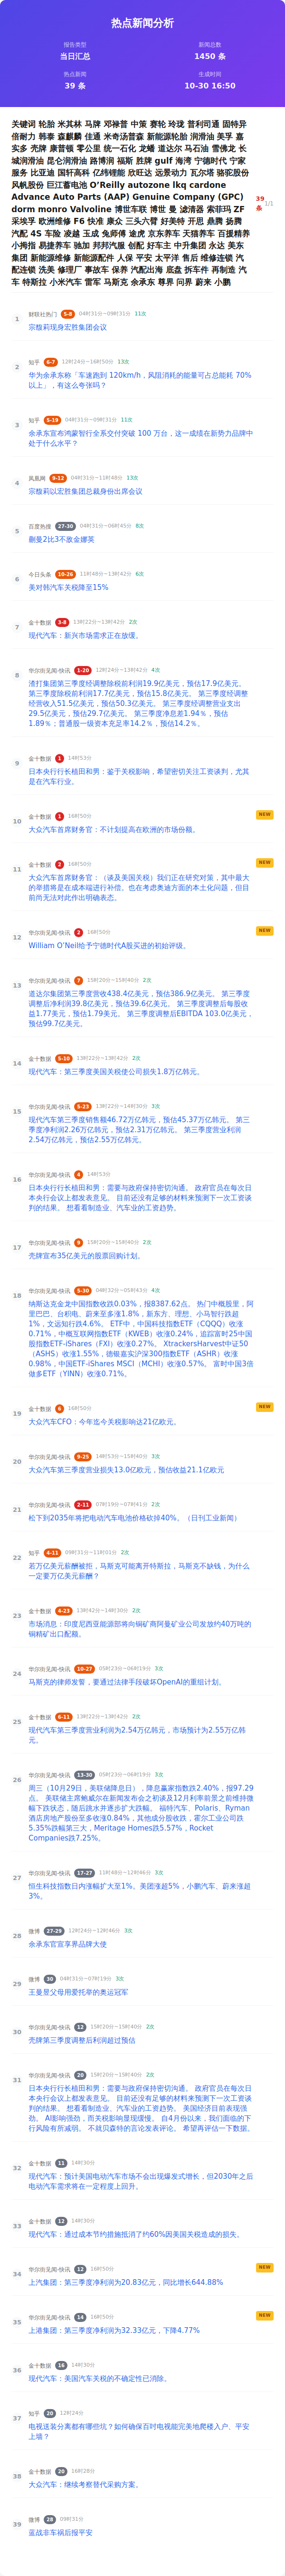 热点新闻分析
报告类型
新闻总数
当日汇总
1450 条
热点新闻
生成时间
39 条
10-30 16:50
关键词 轮胎 米其林 马牌 邓禄普 中策 赛轮 玲珑 普利司通 固特异
倍耐力 韩泰 森麒麟 佳通 米奇汤普森 新能源轮胎 润滑油 美孚 嘉
实多 壳牌 康普顿 零公里 统一石化 龙蟠 道达尔 马石油 雪佛龙 长
城润滑油 昆仑润滑油 路博润 福斯 胜牌 gulf 海湾 宁德时代 宁家
服务 比亚迪 国轩高科 亿纬锂能 欣旺达 远景动力 瓦尔塔 骆驼股份
风帆股份 巨江蓄电池 O’Reilly autozone lkq cardone
Advance Auto Parts (AAP) Genuine Company (GPC)
dorm monro Valvoline 博世车联 博世 曼 滤清器 索菲玛 ZF
采埃孚 欧洲维修 F6 快准 康众 三头六臂 好美特 开思 鼎腾 扬腾
汽配 4S 车险 凌越 玉成 兔师傅 途虎 京东养车 天猫养车 百援精养
小拇指 易捷养车 驰加 邦邦汽服 创配 好车主 中升集团 永达 美东
集团 新能源维修 新能源配件 人保 平安 太平洋 售后 维修连锁 汽
配连锁 洗美 修理厂 事故车 保养 汽配出海 底盘 拆车件 再制造 汽
车 特斯拉 小米汽车 雷军 马斯克 余承东 尊界 问界 蔚来 小鹏
39 条
1/1
1
财联社热门 5-8 04时31分~09时31分 11次
宗馥莉现身宏胜集团会议
2
知乎 6-7 12时24分~16时50分 13次
华为余承东称「车速跑到 120km/h，风阻消耗的能量可占总能耗 70%
以上」，有这么夸张吗？
3
知乎 5-19 04时31分~09时31分 11次
余承东宣布鸿蒙智行全系交付突破 100 万台，这一成绩在新势力品牌中
处于什么水平？
4
凤凰网 9-12 04时31分~11时48分 13次
宗馥莉以宏胜集团总裁身份出席会议
5
百度热搜 27-30 04时31分~06时45分 8次
蒯曼2比3不敌金娜英
6
今日头条 10-26 11时48分~13时42分 6次
美对韩汽车关税降至15%
7
金十数据 3-8 13时22分~13时42分 2次
现代汽车：新兴市场需求正在放缓。
8
华尔街见闻-快讯 1-20 12时24分~13时42分 4次
渣打集团第三季度经调整除税前利润19.9亿美元，预估17.9亿美元。
第三季度除税前利润17.7亿美元，预估15.8亿美元。 第三季度经调整
经营收入51.5亿美元，预估50.3亿美元。 第三季度经调整营业支出
29.5亿美元，预估29.7亿美元。 第三季度净息差1.94％，预估
1.89％；普通股一级资本充足率14.2％，预估14.2％。
9
金十数据 1 14时53分
日本央行行长植田和男：鉴于关税影响，希望密切关注工资谈判，尤其
是在汽车行业。
10
金十数据 1 16时50分
NEW
大众汽车首席财务官：不计划提高在欧洲的市场份额。
11
金十数据 2 16时50分
NEW
大众汽车首席财务官：（谈及美国关税）我们正在研究对策，其中最大
的举措将是在成本端进行补偿。也在考虑奥迪方面的本土化问题，但目
前尚无法对此作出明确表态。
12
华尔街见闻-快讯 2 16时50分
NEW
William O’Neil给予宁德时代A股买进的初始评级。
13
华尔街见闻-快讯 7 15时20分~15时40分 2次
道达尔集团第三季度营收438.4亿美元，预估386.9亿美元。 第三季度
调整后净利润39.8亿美元，预估39.6亿美元。 第三季度调整后每股收
益1.77美元，预估1.79美元。 第三季度调整后EBITDA 103.0亿美元，
预估99.7亿美元。
14
金十数据 5-10 13时22分~13时42分 2次
现代汽车：第三季度美国关税使公司损失1.8万亿韩元。
15
华尔街见闻-快讯 5-23 13时22分~14时30分 3次
现代汽车第三季度销售额46.72万亿韩元，预估45.37万亿韩元。 第三
季度净利润2.26万亿韩元，预估2.31万亿韩元。 第三季度营业利润
2.54万亿韩元，预估2.55万亿韩元。
16
华尔街见闻-快讯 4 14时53分
日本央行行长植田和男：需要与政府保持密切沟通。 政府官员在每次日
本央行会议上都发表意见。 目前还没有足够的材料来预测下一次工资谈
判的结果。 想看看制造业、汽车业的工资趋势。
17
华尔街见闻-快讯 9 15时20分~15时40分 2次
壳牌宣布35亿美元的股票回购计划。
18
华尔街见闻-快讯 5-30 04时32分~05时43分 4次
纳斯达克金龙中国指数收跌0.03%，报8387.62点。 热门中概股里，阿
里巴巴、台积电、蔚来至多涨1.8%，新东方、理想、小马智行跌超
1%，文远知行跌4.6%。 ETF中，中国科技指数ETF（CQQQ）收涨
0.71%，中概互联网指数ETF（KWEB）收涨0.24%，追踪富时25中国
股指数ETF-iShares（FXI）收涨0.27%。 XtrackersHarvest中证50
（ASHS）收涨1.55%，德银嘉实沪深300指数ETF（ASHR）收涨
0.98%，中国ETF-iShares MSCI（MCHI）收涨0.57%。 富时中国3倍
做多ETF（YINN）收涨0.71%。
19
金十数据 6 16时50分
NEW
大众汽车CFO：今年迄今关税影响达21亿欧元。
20
华尔街见闻-快讯 9-25 14时53分~15时40分 3次
大众汽车第三季度营业损失13.0亿欧元，预估收益21.1亿欧元
21
华尔街见闻-快讯 2-11 07时19分~07时41分 2次
松下到2035年将把电动汽车电池价格砍掉40%。（日刊工业新闻）
22
知乎 4-11 09时31分~11时01分 2次
若万亿美元薪酬被拒，马斯克可能离开特斯拉，马斯克不缺钱，为什么
一定要万亿美元薪酬？
23
金十数据 4-23 13时42分~14时30分 2次
市场消息：印度尼西亚能源部将向铜矿商阿曼矿业公司发放约40万吨的
铜精矿出口配额。
24
华尔街见闻-快讯 10-27 05时23分~06时19分 3次
马斯克的律师发誓，要通过法律手段破坏OpenAI的重组计划。
25
金十数据 6-11 13时22分~13时42分 2次
现代汽车第三季度营业利润为2.54万亿韩元，市场预计为2.55万亿韩
元。
26
华尔街见闻-快讯 13-30 05时23分~06时19分 3次
周三（10月29日，美联储降息日），降息赢家指数跌2.40%，报97.29
点。 美联储主席鲍威尔在新闻发布会之初谈及12月利率前景之前维持微
幅下跌状态，随后跳水并逐步扩大跌幅。 福特汽车、Polaris、Ryman
酒店房地产股份至多收涨0.84%，其他成分股收跌，霍尔工业公司跌
5.35%跌幅第三大，Meritage Homes跌5.57%，Rocket
Companies跌7.25%。
27
华尔街见闻-快讯 17-27 11时48分~12时46分 3次
恒生科技指数日内涨幅扩大至1%。美团涨超5%，小鹏汽车、蔚来涨超
3%。
28
微博 27-29 12时24分~12时46分 3次
余承东官宣享界品牌大使
29
微博 30 04时31分~07时19分 3次
王曼昱父母用爱托举的奥运冠军
30
华尔街见闻-快讯 12 15时20分~15时40分 2次
壳牌第三季度调整后利润超过预估
31
华尔街见闻-快讯 20 15时20分~15时40分 2次
日本央行行长植田和男：需要与政府保持密切沟通。 政府官员在每次日
本央行会议上都发表意见。 目前还没有足够的材料来预测下一次工资谈
判的结果。 想看看制造业、汽车业的工资趋势。 美国经济目前表现强
劲。 AI影响强劲，而关税影响显现缓慢。 自4月份以来，我们面临的下
行风险有所减弱。 不就贝森特的言论发表评论。 希望再评估一下数据。
32
金十数据 11 14时30分
现代汽车：预计美国电动汽车市场不会出现爆发式增长，但2030年之后
电动汽车需求将在一定程度上回升。
33
金十数据 12 14时30分
现代汽车：通过成本节约措施抵消了约60%因美国关税造成的损失。
34
华尔街见闻-快讯 12 16时50分
NEW
上汽集团：第三季度净利润为20.83亿元，同比增长644.88%
35
华尔街见闻-快讯 14 16时50分
NEW
上港集团：第三季度净利润为32.33亿元，下降4.77%
36
金十数据 16 14时30分
现代汽车：美国汽车关税的不确定性已消除。
37
知乎 20 12时24分
电视送装分离都有哪些坑？如何确保百吋电视能完美地爬楼入户、平安
上墙？
38
金十数据 20 16时28分
大众汽车：继续考察替代采购方案。
39
微博 28 09时31分
蓝战非车祸后报平安